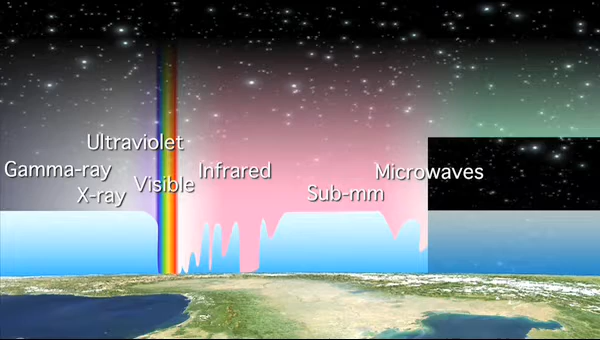 Ultraviolet
Gamma-ray
X-ray
Visible
Infrared
Sub-mm
Microwaves